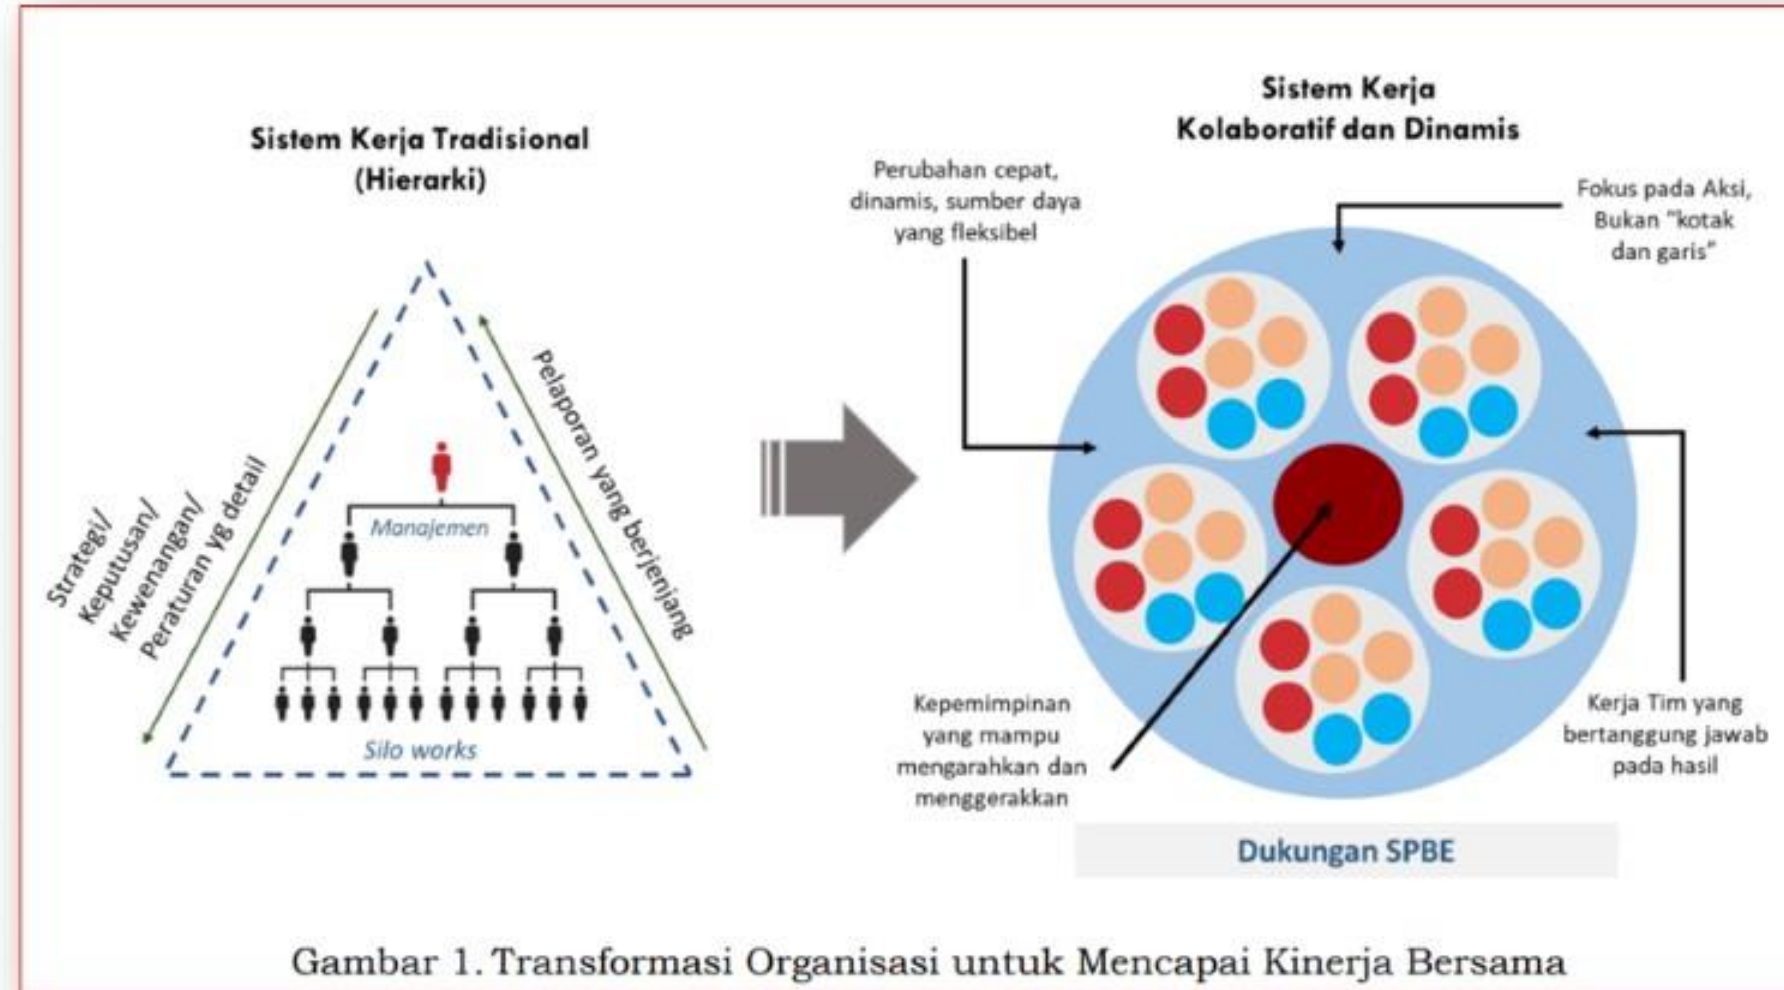 Sistem Kerja Tradisional
(Hierarki)
Strategi/
Keputusan/
Kewenangan/
Peraturan yg detail
Pelaporan yang berjenjang
Manajemen
Silo works
Sistem Kerja
Kolaboratif dan Dinamis
Perubahan cepat,
dinamis, sumber daya
yang fleksibel
Fokus pada Aksi,
Bukan "kotak
dan garis"
Kepemimpinan
yang mampu
mengarahkan dan
menggerakkan
Kerja Tim yang
bertanggung jawab
pada hasil
Dukungan SPBE
Gambar 1. Transformasi Organisasi untuk Mencapai Kinerja Bersama